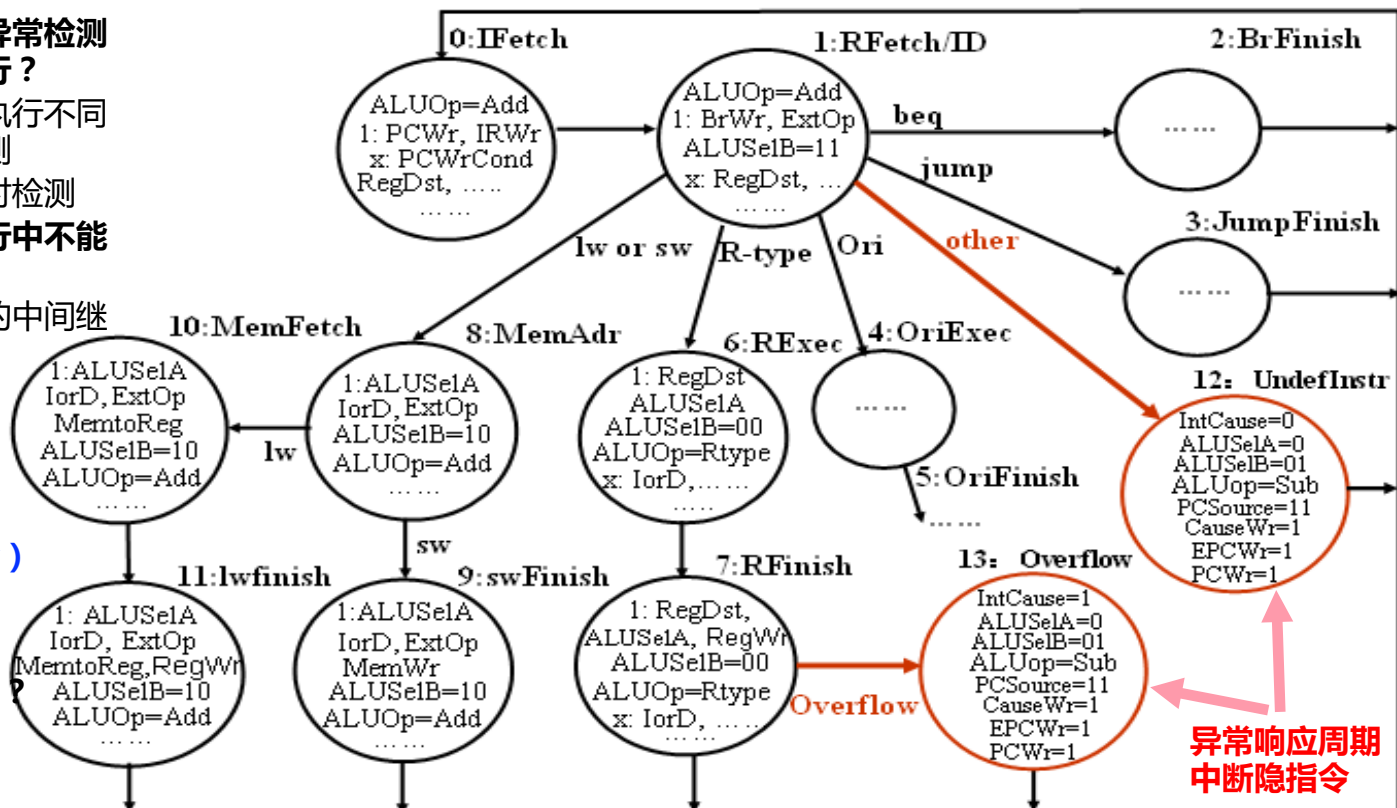 异常检测
行？
执行不同
测
时检测
行中不能
的中间继
）
？
0:IFetch
ALUOp=Add
1: PCWr, IRWr
x: PCWrCond
RegDst, …..
……
1:RFetch/ID
ALUOp=Add
1: BrWr, ExtOp
ALUSelB=11
x: RegDst, …
……
2:BrFinish
……
beq
jump
other
3:JumpFinish
……
lw or sw
R-type
Ori
10:MemFetch
1:ALUSelA
IorD,ExtOp
MemtoReg
ALUSelB=10
ALUOp=Add
……
8:MemAdr
1:ALUSelA
IorD,ExtOp
ALUSelB=10
ALUOp=Add
……
lw
sw
6:RExec
1: RegDst
ALUSelA
ALUSelB=00
ALUOp=Rtype
x: IorD,……
…..
4:OriExec
……
5:OriFinish
……
12： UndefInstr
IntCause=0
ALUSelA=0
ALUSelB=01
ALUop=Sub
PCSource=11
CauseWr=1
EPCWr=1
PCWr=1
11:lwfinish
1: ALUSelA
IorD, ExtOp
MemtoReg,RegWr
ALUSelB=10
ALUOp=Add
……
9:swFinish
1:ALUSelA
IorD, ExtOp
MemWr
ALUSelB=10
ALUOp=Add
……
7:RFinish
1: RegDst,
ALUSelA, RegWr
ALUSelB=00
ALUOp=Rtype
x: IorD, …..
……
Overflow
13： Overflow
IntCause=1
ALUSelA=0
ALUSelB=01
ALUop=Sub
PCSource=11
CauseWr=1
EPCWr=1
PCWr=1
异常响应周期
中断隐指令